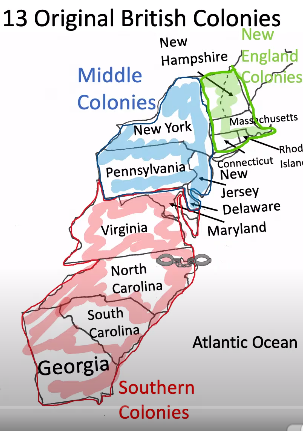 13 Original British Colonies
New
England
Colonies
New
Hampshire
Middle
Colonies
Massachusetts
New York
Rhod
Island
Connecticut
Pennsylvania
New
Jersey
Delaware
Maryland
Virginia
North
Carolina
South
Carolina
Atlantic Ocean
Georgia
Southern
Colonies